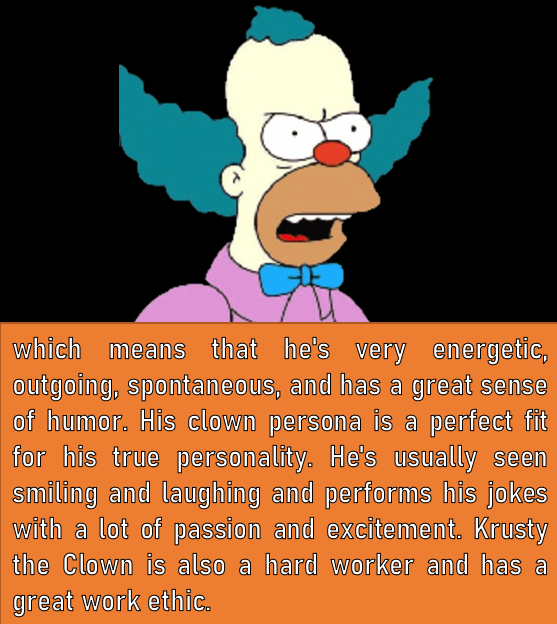 which means that he's very energetic,
outgoing, spontaneous, and has a great sense
of humor. His clown persona is a perfect fit
for his true personality. He's usually seen
smiling and laughing and performs his jokes
with a lot of passion and excitement. Krusty
the Clown is also a hard worker and has a
great work ethic.